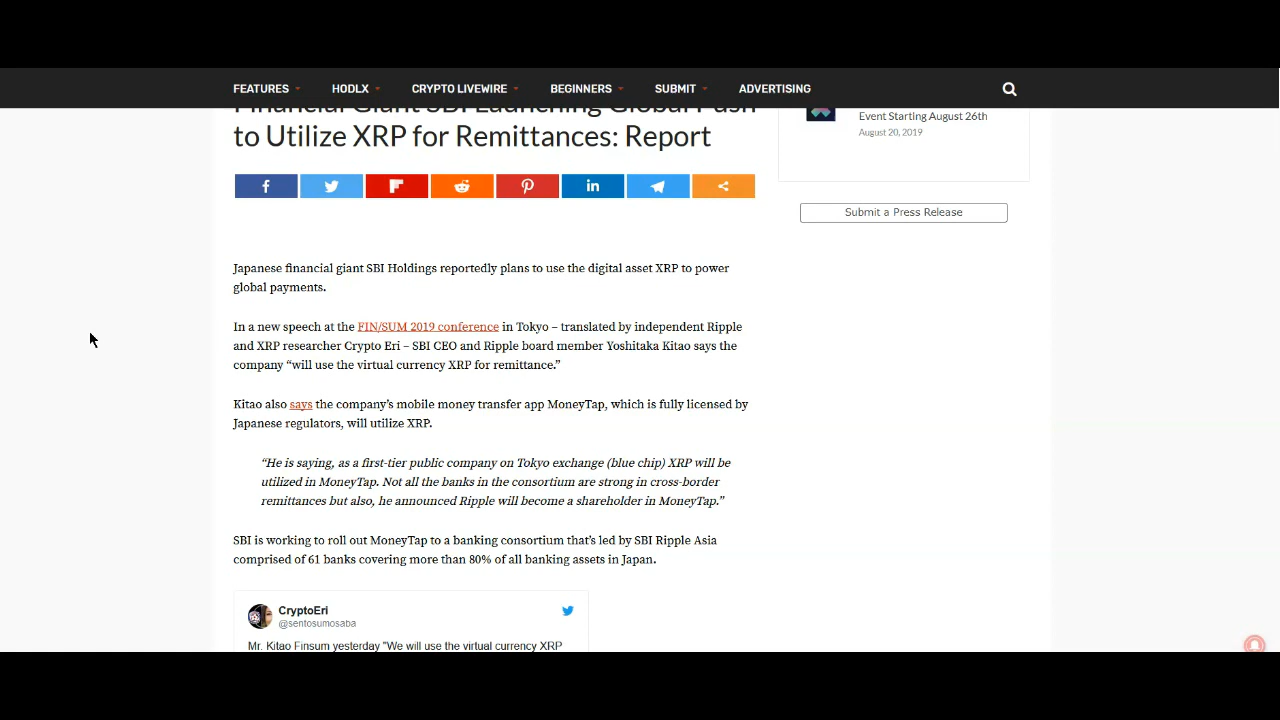 FEATURES HODLX CRYPTO LIVEWIRE BEGINNERS SUBMIT ADVERTISING
Financial Giant SBI Launching Global Push
to Utilize XRP for Remittances: Report
Event Starting August 26th
August 20, 2019
Submit a Press Release
Japanese financial giant SBI Holdings reportedly plans to use the digital asset XRP to power
global payments.
In a new speech at the FIN/SUM 2019 conference in Tokyo – translated by independent Ripple
and XRP researcher Crypto Eri – SBI CEO and Ripple board member Yoshitaka Kitao says the
company “will use the virtual currency XRP for remittance.”
Kitao also says the company’s mobile money transfer app MoneyTap, which is fully licensed by
Japanese regulators, will utilize XRP.
“He is saying, as a first-tier public company on Tokyo exchange (blue chip) XRP will be
utilized in MoneyTap. Not all the banks in the consortium are strong in cross-border
remittances but also, he announced Ripple will become a shareholder in MoneyTap.”
SBI is working to roll out MoneyTap to a banking consortium that’s led by SBI Ripple Asia
comprised of 61 banks covering more than 80% of all banking assets in Japan.
CryptoEri
@sentosumosaba
Mr. Kitao Finsum yesterday "We will use the virtual currency XRP